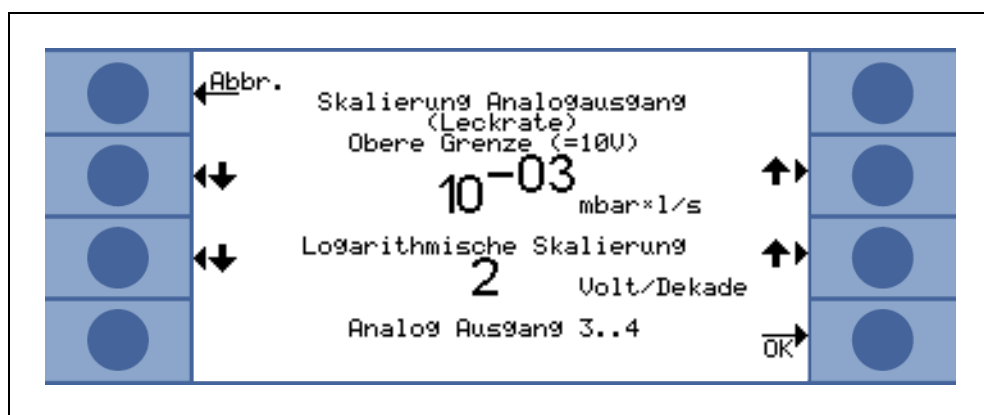 Abbr.
Skalierung Analogausgang
(Leckrate)
Obere Grenze (=10V)
10⁻⁰³ mbar×l/s
Logarithmische Skalierung
2 Volt/Dekade
Analog Ausgang 3..4
OK